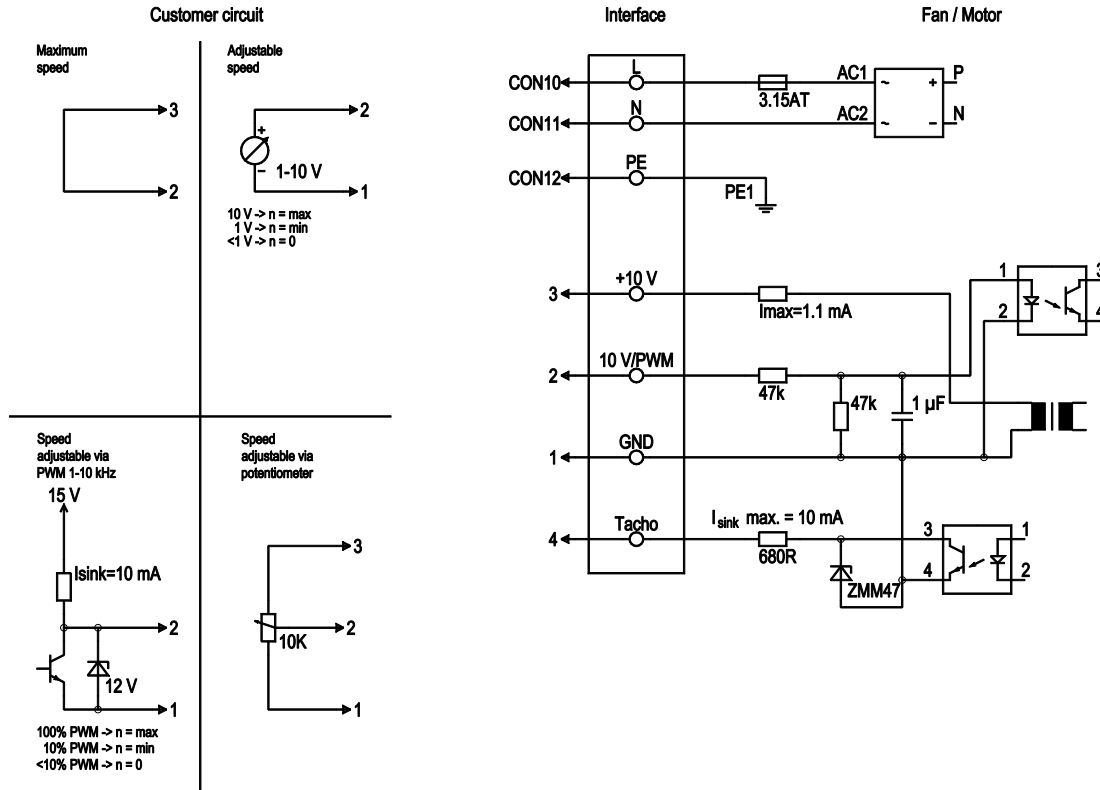 Customer circuit
Interface
Fan / Motor
Maximum
speed
3
2
Adjustable
speed
2
+
−
1-10 V
1
10 V -> n = max
1 V -> n = min
<1 V -> n = 0
Speed
adjustable via
PWM 1-10 kHz
15 V
Isink=10 mA
2
12 V
1
100% PWM -> n = max
10% PWM -> n = min
<10% PWM -> n = 0
Speed
adjustable via
potentiometer
3
2
10K
1
CON10
L
3.15AT
AC1
~
+
P
CON11
N
AC2
~
−
N
CON12
PE
PE1
3
+10 V
Imax=1.1 mA
1
2
3
4
2
10 V/PWM
47k
47k
1 µF
1
GND
4
Tacho
Isink max. = 10 mA
680R
ZMM47
3
4
1
2